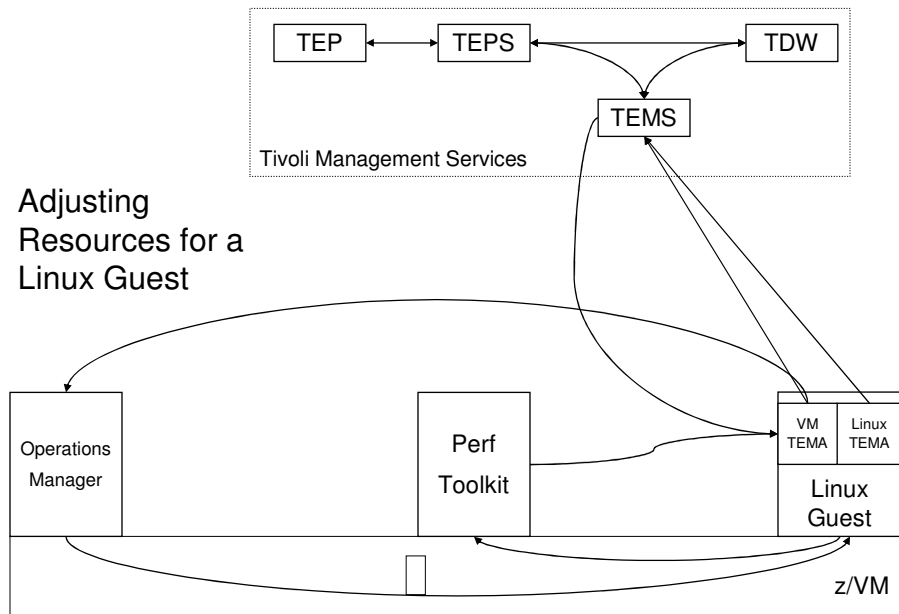 TEP
TEPS
TDW
TEMS
Tivoli Management Services
Adjusting
Resources for a
Linux Guest
Operations
Manager
Perf
Toolkit
VM
TEMA
Linux
TEMA
Linux
Guest
z/VM